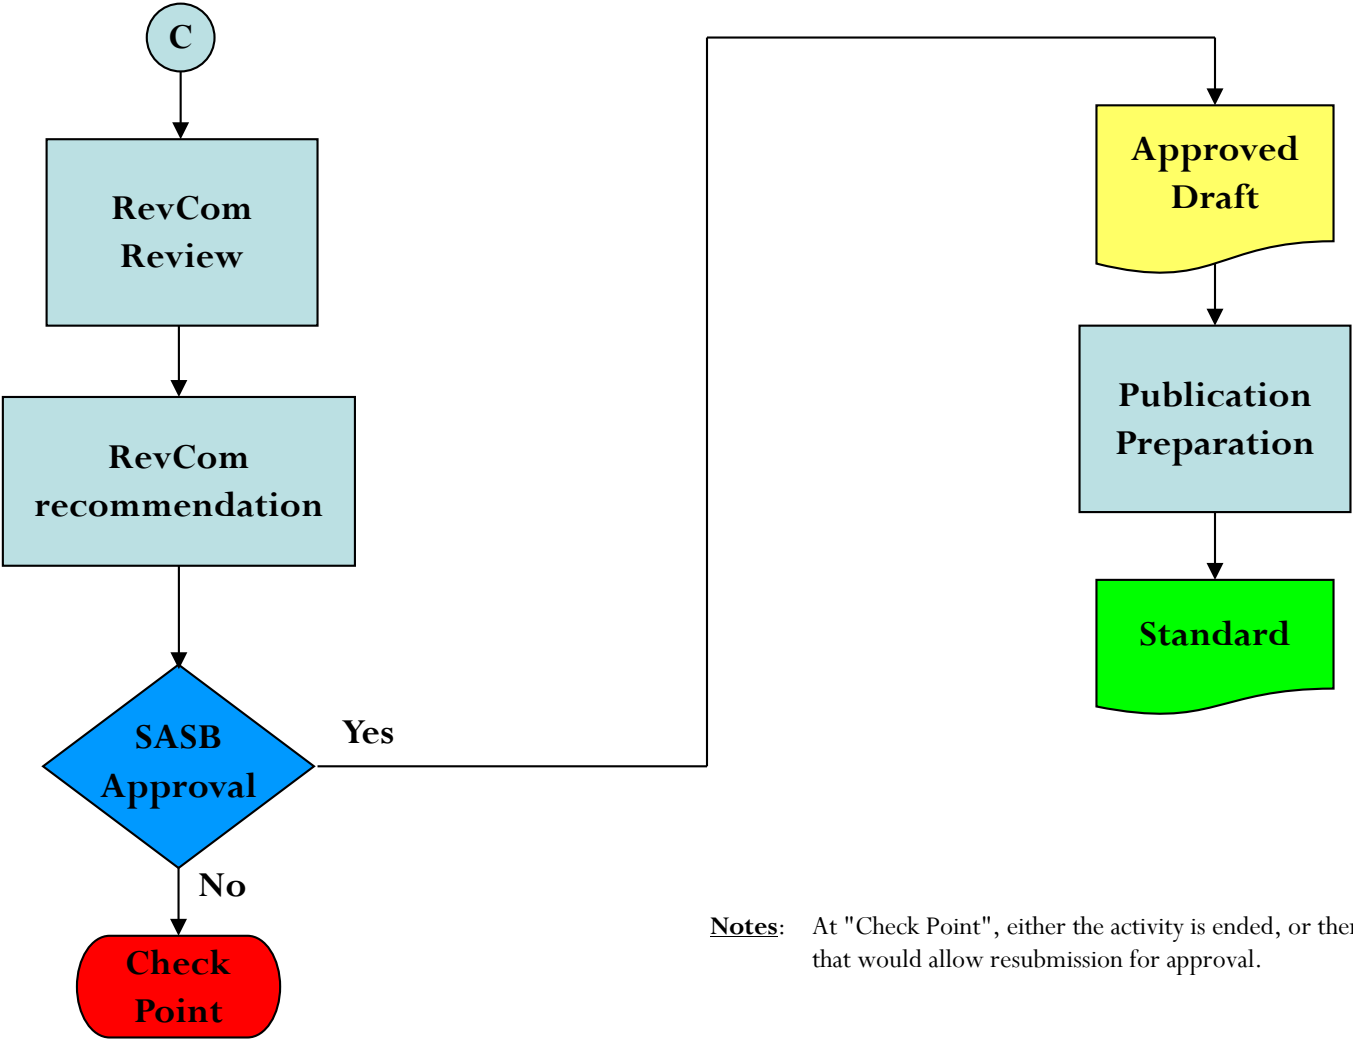 C
RevCom
Review
RevCom
recommendation
SASB
Approval
Yes
No
Check
Point
Approved
Draft
Publication
Preparation
Standard
Notes: At "Check Point", either the activity is ended, or
that would allow resubmission for approval.